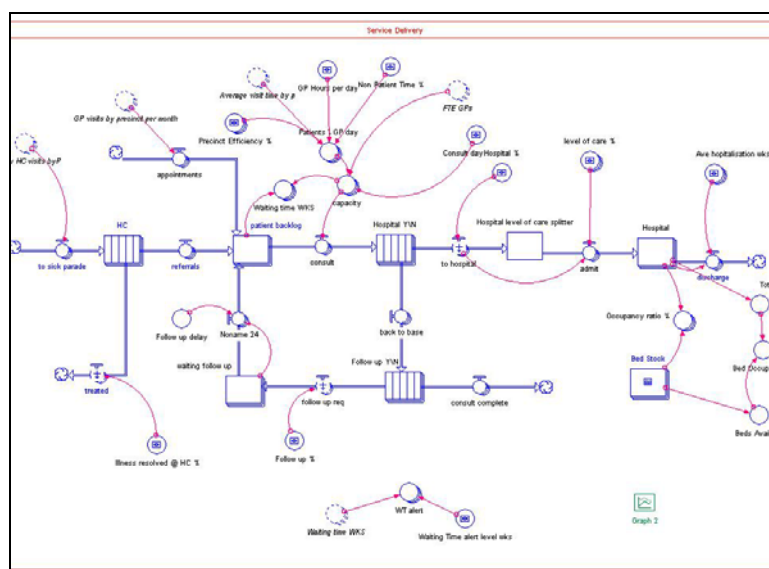 Service Delivery
GP Hours per day
Non Patient Time %
Average visit time by p
GP visits by precinct per month
FTE GPs
Precinct Efficiency %
Patients \ GP day
HC visits by P
Consult day
Hospital %
level of care %
Ave hopitalisation wks
appointments
Waiting time WKS
capacity
HC
patient backlog
Hospital Y\N
Hospital level of care splitter
Hospital
to sick parade
referrals
consult
to hospital
admit
discharge
Follow up delay
Noname 24
back to base
Occupancy ratio %
waiting follow up
Follow up Y\N
Bed Stock
Bed Occup
treated
follow up req
consult complete
Beds Avai
Illness resolved @ HC %
Follow up %
WT alert
Waiting time WKS
Waiting Time alert level wks
Graph 2